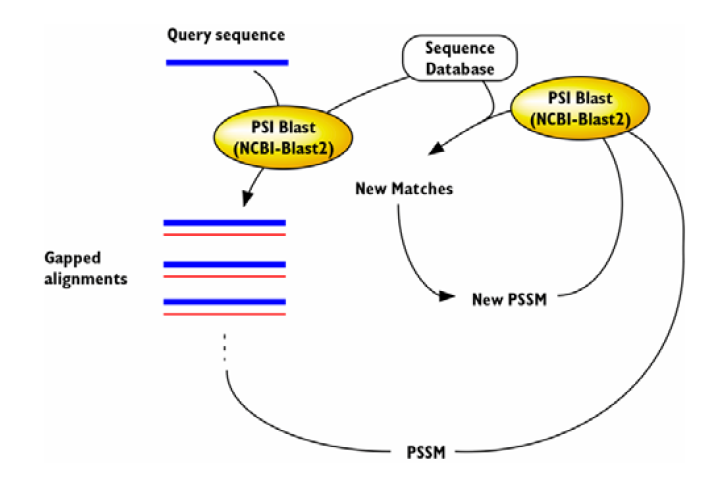 Query sequence
Sequence
Database
PSI Blast
(NCBI-Blast2)
PSI Blast
(NCBI-Blast2)
New Matches
Gapped
alignments
New PSSM
PSSM